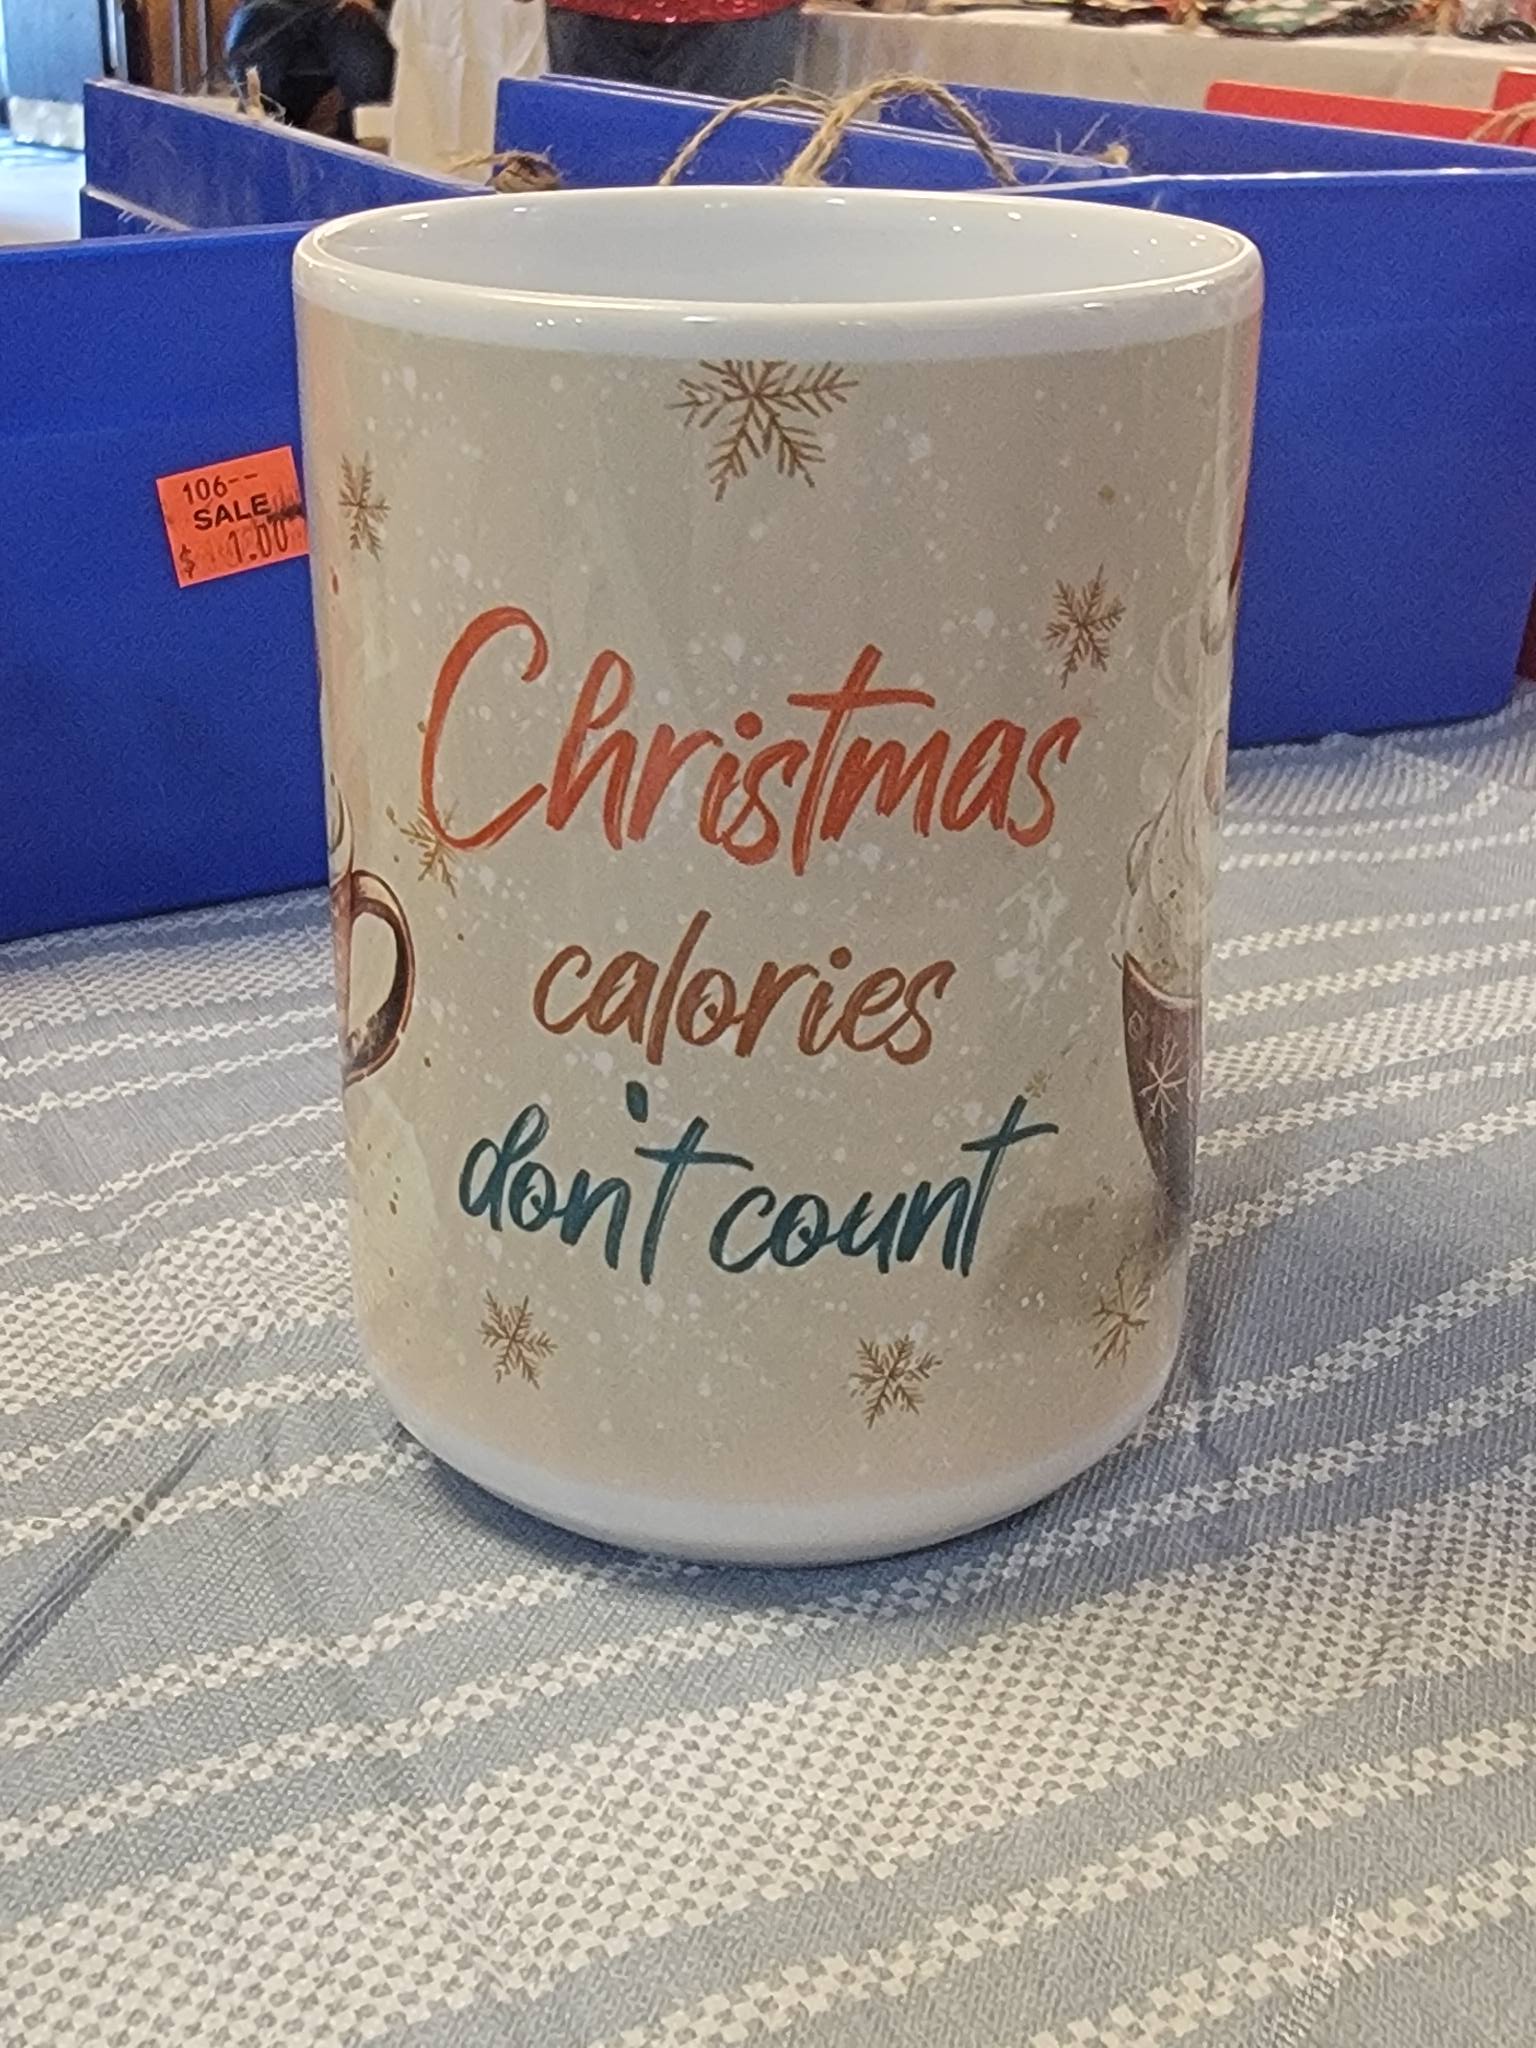 106--
SALE
$ 1.00
Christmas
calories
don't count